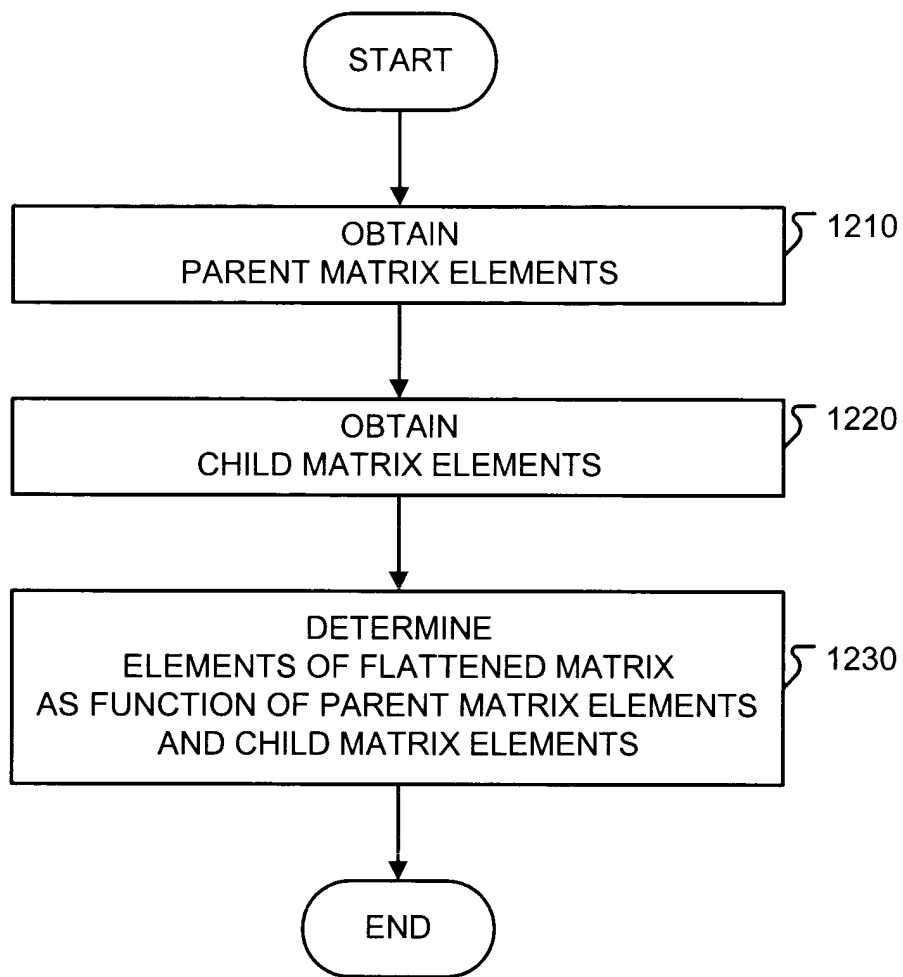 START
OBTAIN
PARENT MATRIX ELEMENTS
1210
OBTAIN
CHILD MATRIX ELEMENTS
1220
DETERMINE
ELEMENTS OF FLATTENED MATRIX
AS FUNCTION OF PARENT MATRIX ELEMENTS
AND CHILD MATRIX ELEMENTS
1230
END